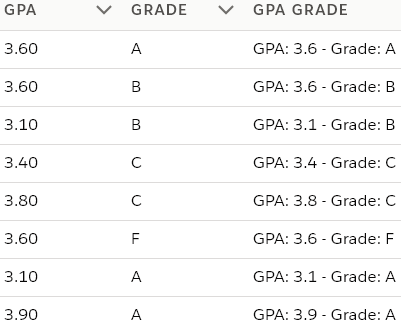 GPA GRADE GPA GRADE
3.60 A GPA: 3.6 - Grade: A
3.60 B GPA: 3.6 - Grade: B
3.10 B GPA: 3.1 - Grade: B
3.40 C GPA: 3.4 - Grade: C
3.80 C GPA: 3.8 - Grade: C
3.60 F GPA: 3.6 - Grade: F
3.10 A GPA: 3.1 - Grade: A
3.90 A GPA: 3.9 - Grade: A